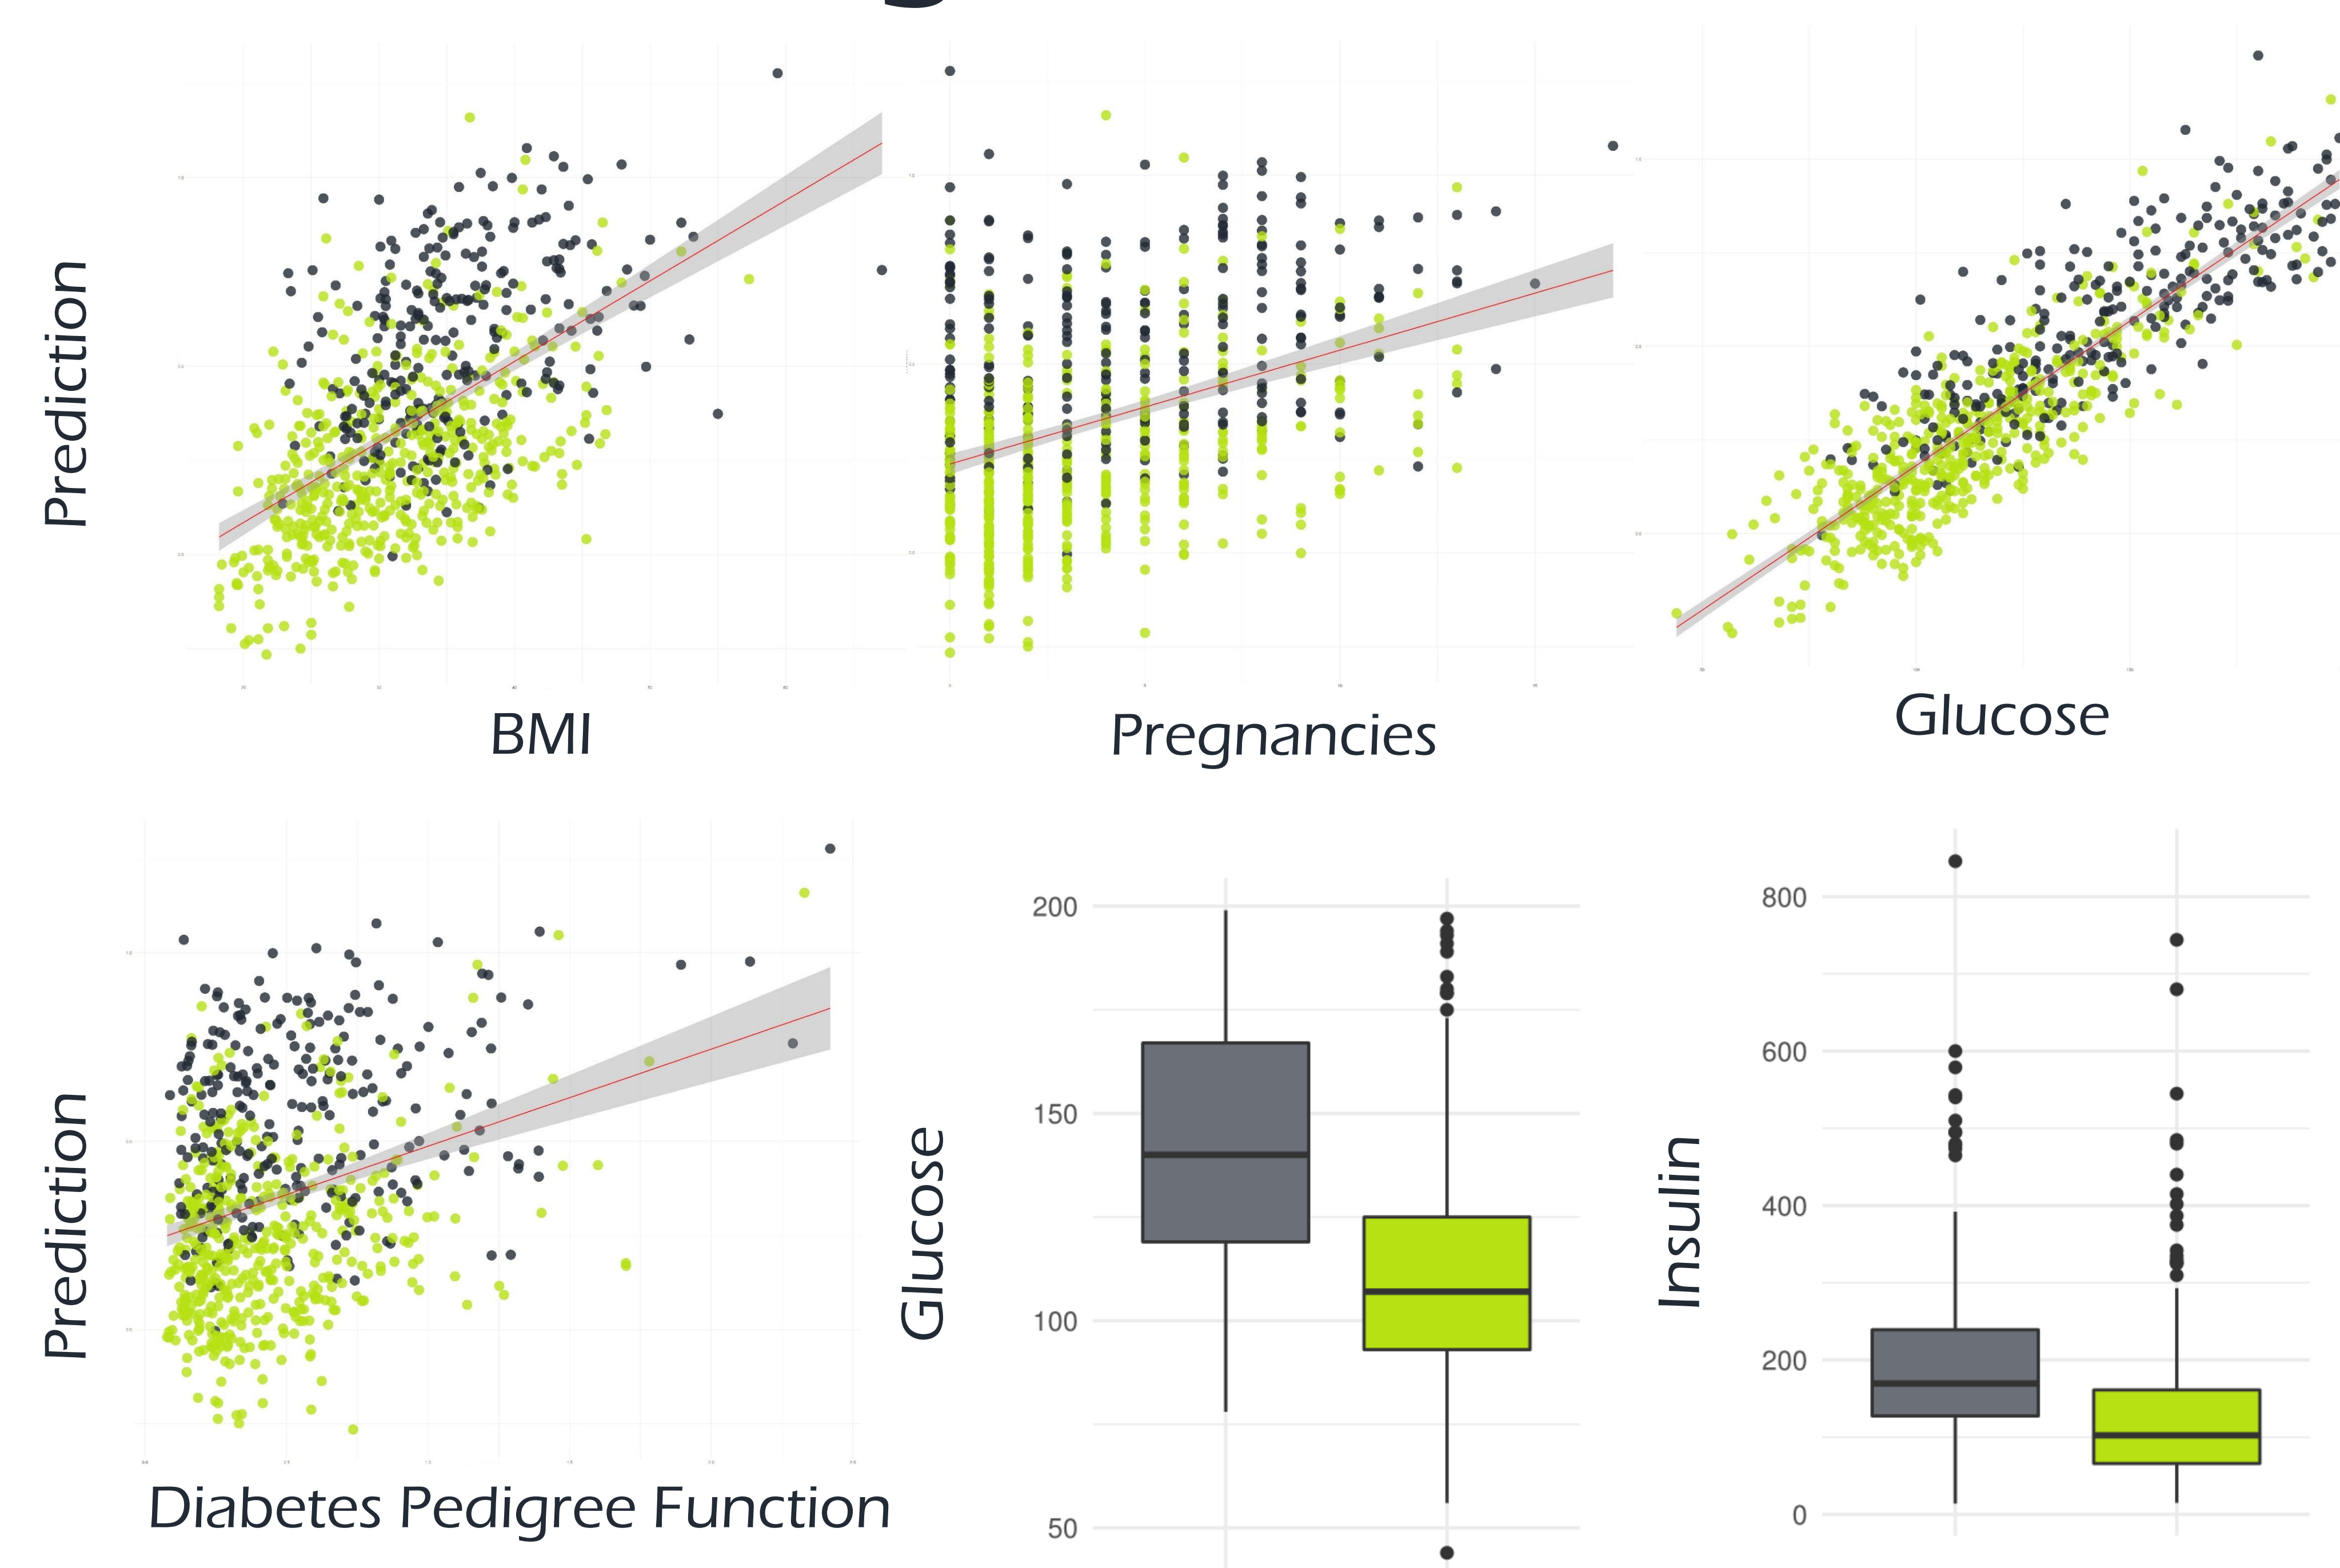 Prediction
BMI
Pregnancies
Glucose
Prediction
Diabetes Pedigree Function
Glucose
200
150
100
50
Insulin
800
600
400
200
0